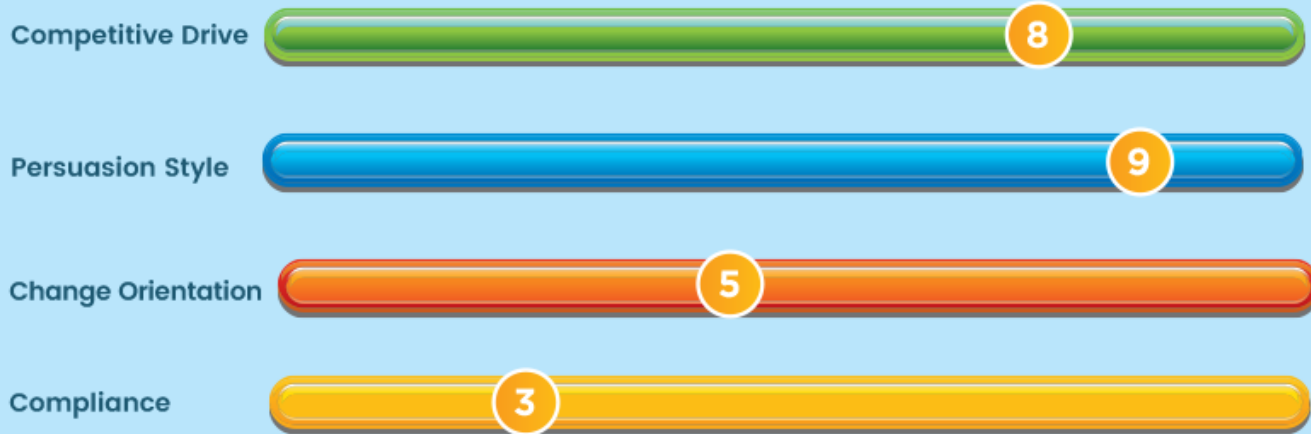 Competitive Drive 8
Persuasion Style 9
Change Orientation 5
Compliance 3